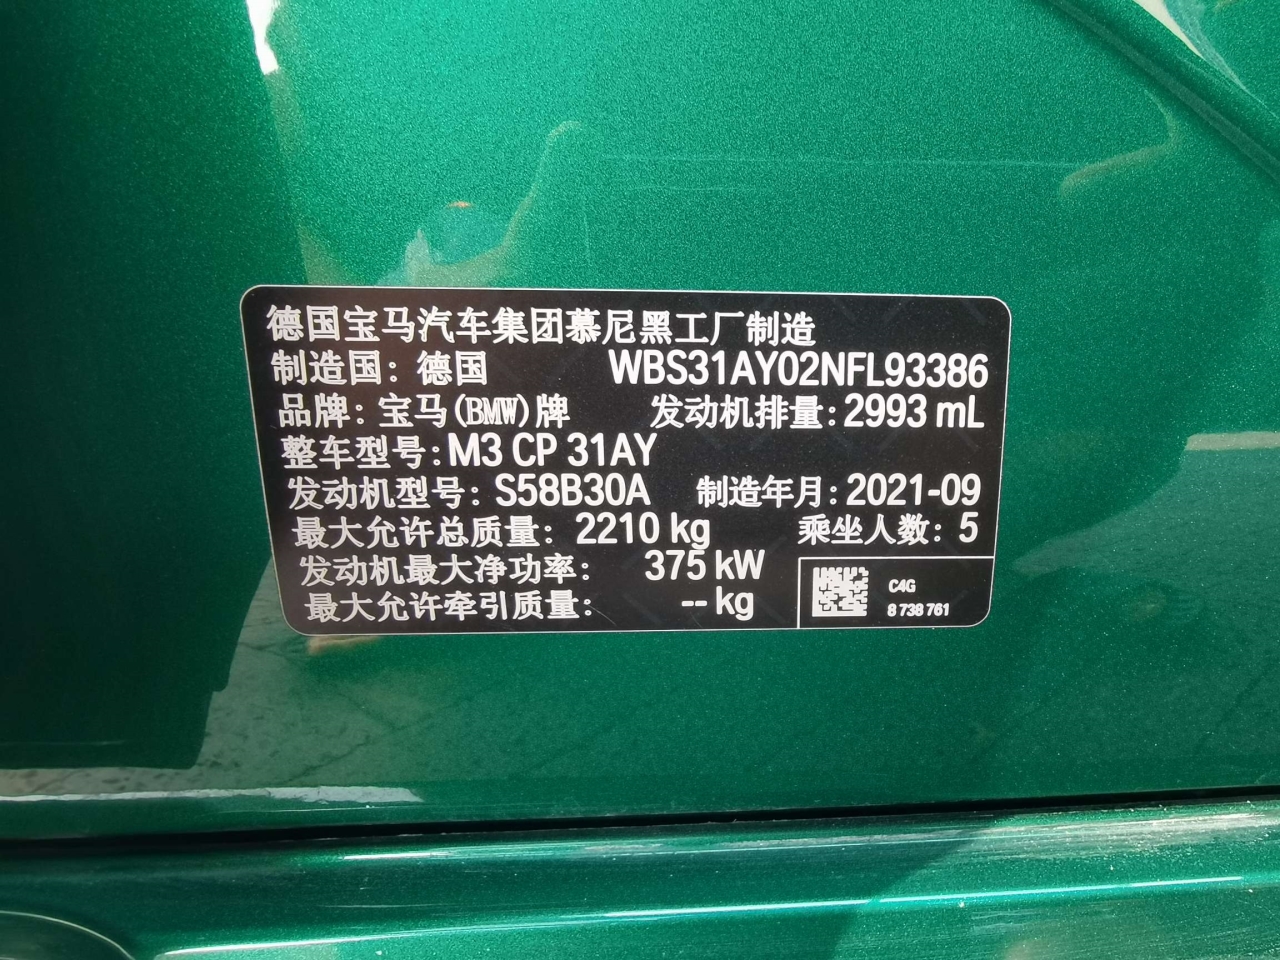 德国宝马汽车集团慕尼黑工厂制造
制造国：德国 WBS31AY02NFL93386
品牌：宝马(BMW)牌 发动机排量：2993 mL
整车型号：M3 CP 31AY
发动机型号：S58B30A 制造年月：2021-09
最大允许总质量：2210 kg 乘坐人数：5
发动机最大净功率：375 kW
最大允许牵引质量：-- kg
C4G
8 738 761